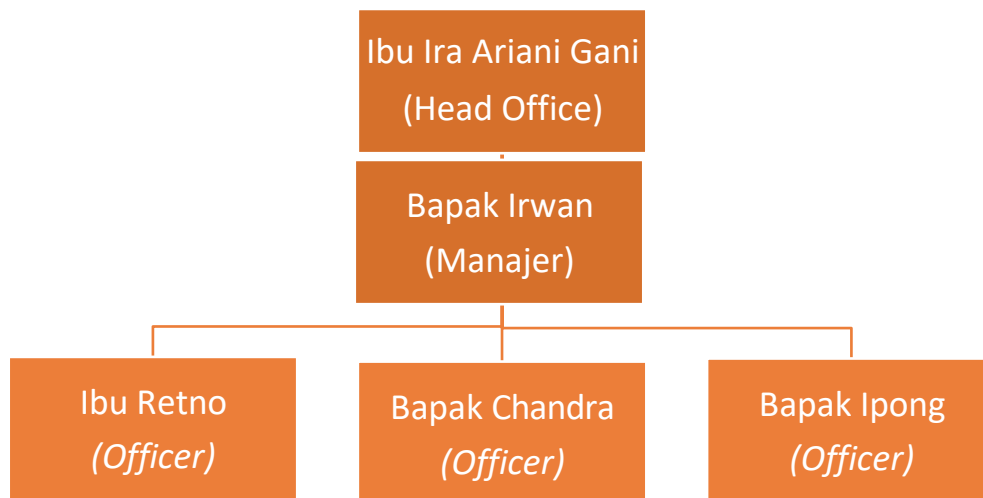 Ibu Ira Ariani Gani
(Head Office)
Bapak Irwan
(Manajer)
Ibu Retno
(Officer)
Bapak Chandra
(Officer)
Bapak Ipong
(Officer)